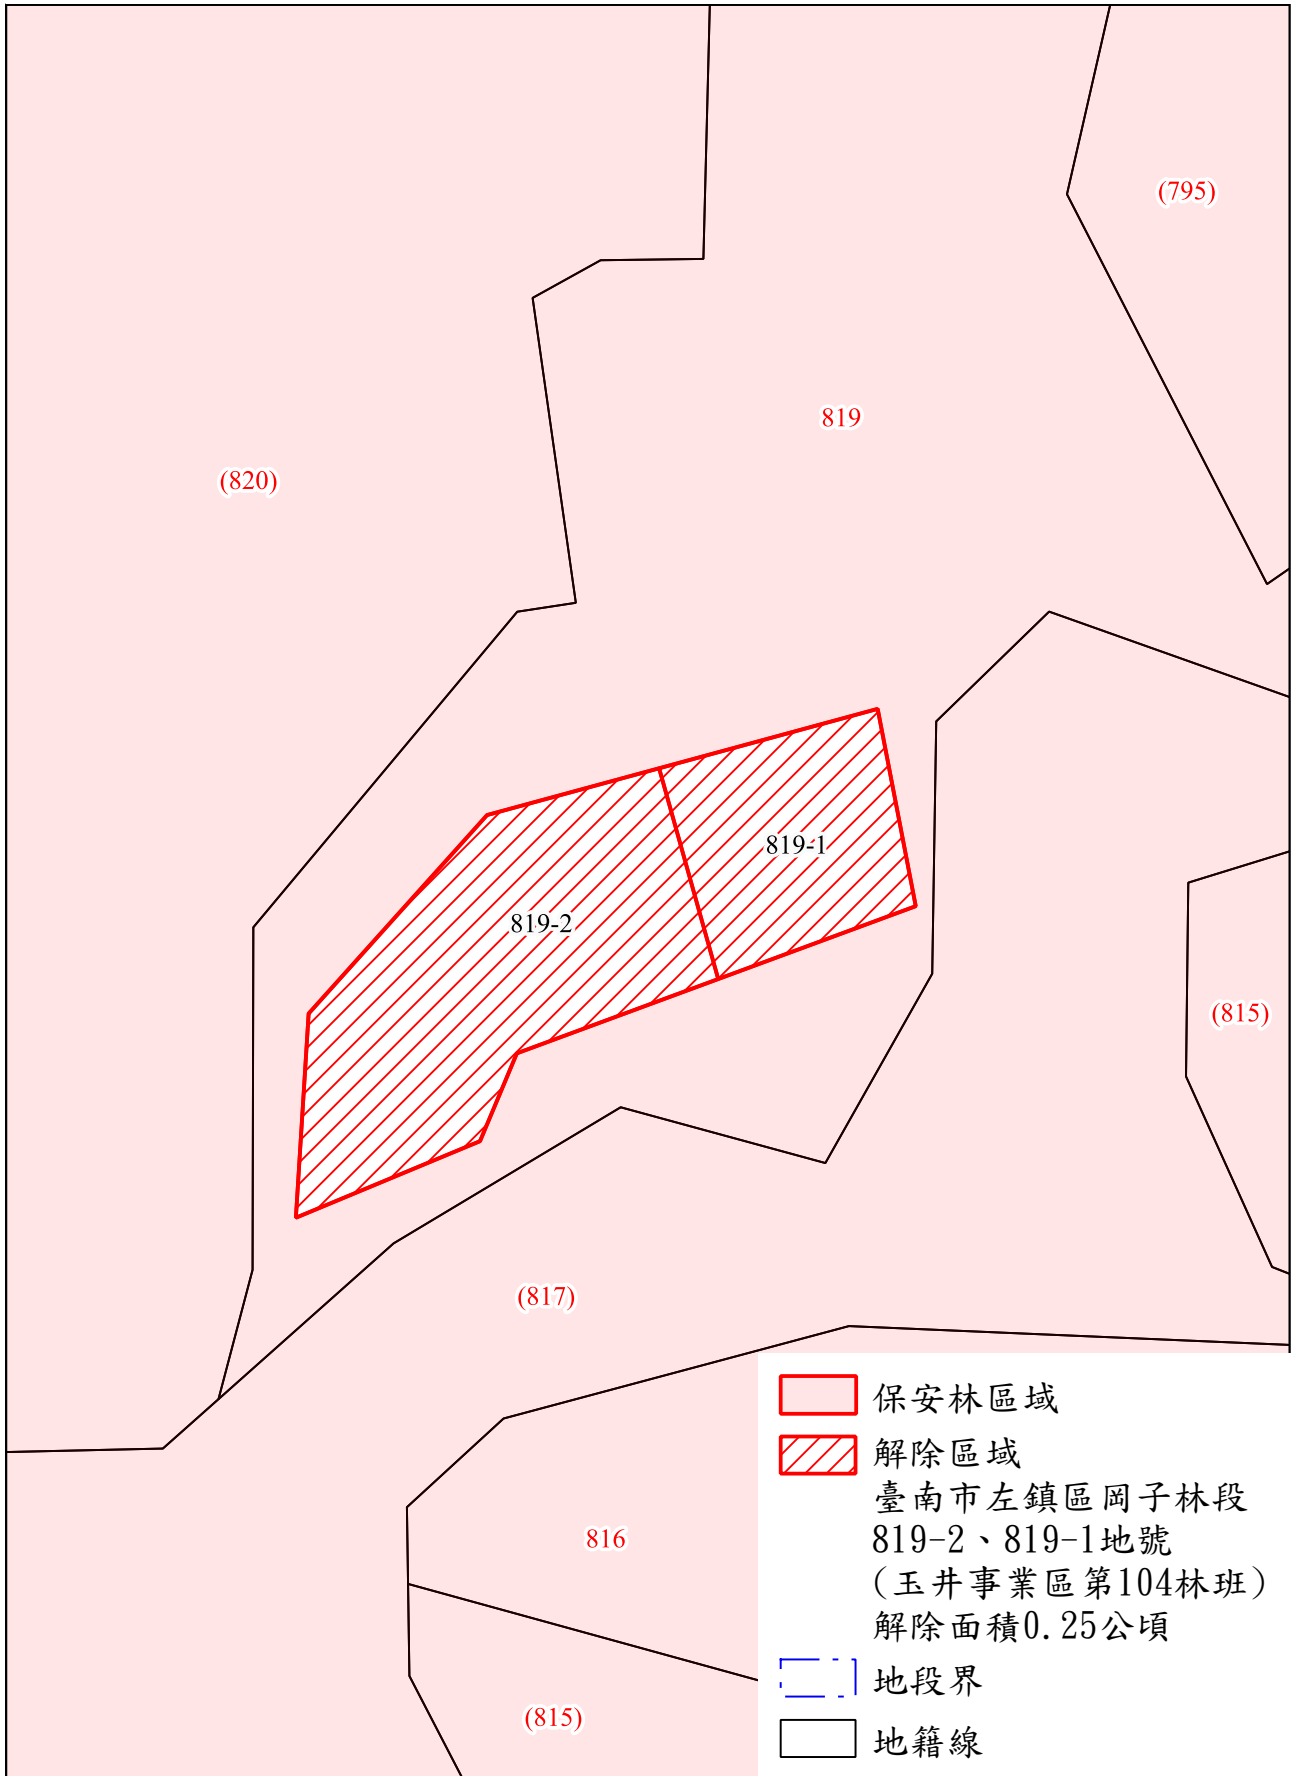 (795)
819
(820)
819-1
819-2
(815)
(817)
816
(815)
保安林區域
解除區域
臺南市左鎮區岡子林段
819-2、819-1地號
(玉井事業區第104林班)
解除面積0.25公頃
地段界
地籍線